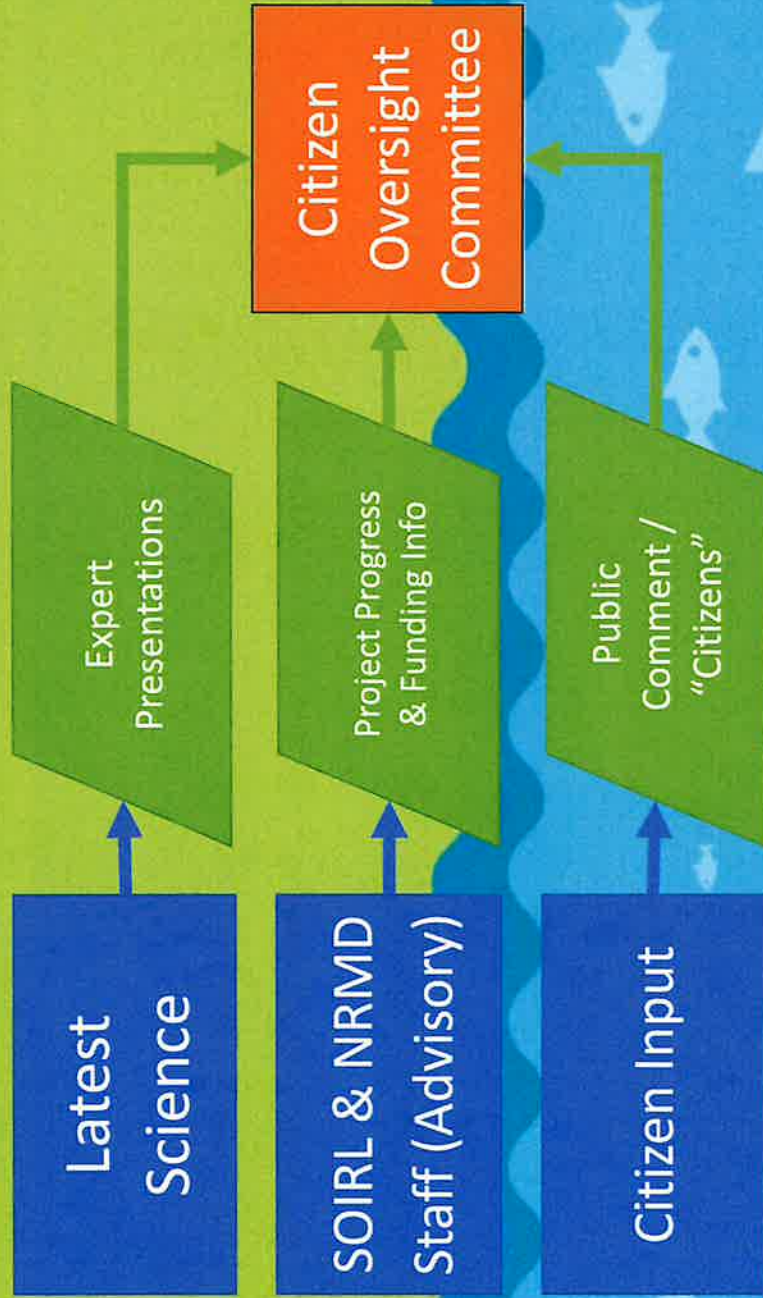 Latest
Science
Expert
Presentations
SOIRL & NRMD
Staff (Advisory)
Project Progress
& Funding Info
Citizen Input
Public
Comment /
“Citizens”
Citizen
Oversight
Committee